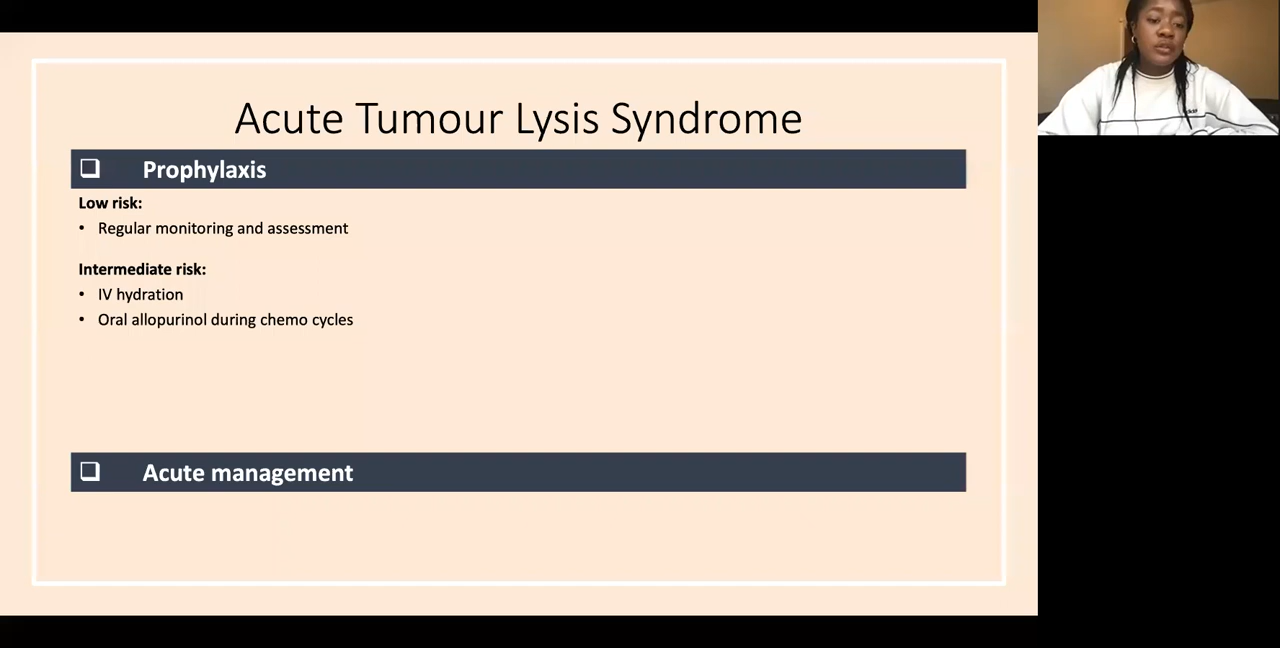 Acute Tumour Lysis Syndrome
❑ Prophylaxis
Low risk:
• Regular monitoring and assessment
Intermediate risk:
• IV hydration
• Oral allopurinol during chemo cycles
❑ Acute management